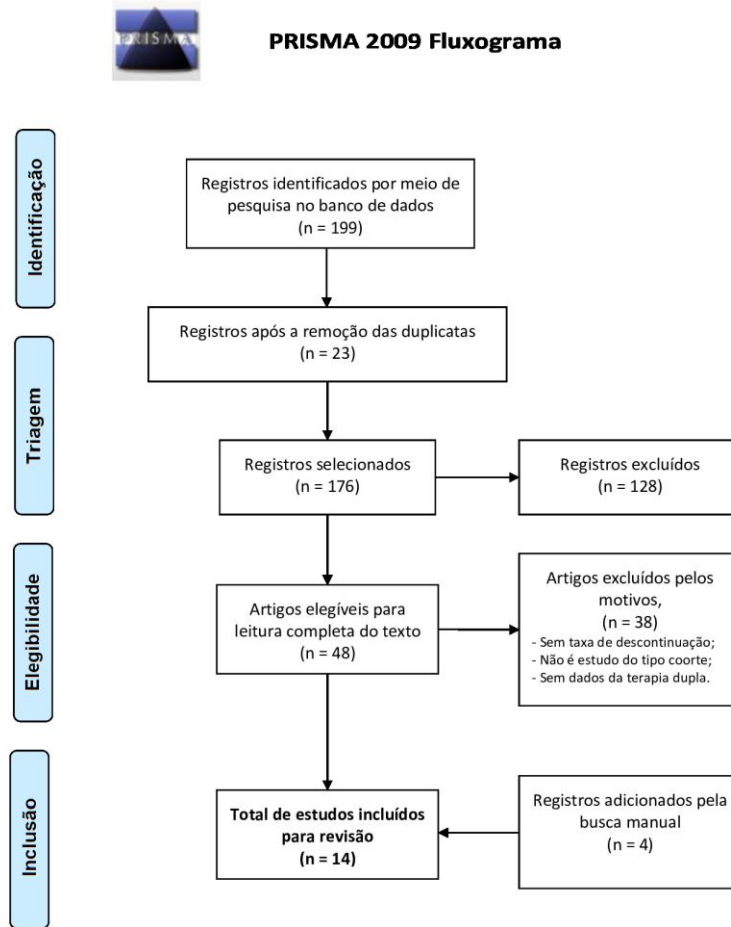 PRISMA
PRISMA 2009 Fluxograma
Identificação
Registros identificados por meio de
pesquisa no banco de dados
(n = 199)
Registros após a remoção das duplicatas
(n = 23)
Triagem
Registros selecionados
(n = 176)
Registros excluídos
(n = 128)
Elegibilidade
Artigos elegíveis para
leitura completa do texto
(n = 48)
Artigos excluídos pelos
motivos,
(n = 38)
- Sem taxa de descontinuação;
- Não é estudo do tipo coorte;
- Sem dados da terapia dupla.
Inclusão
Total de estudos incluídos
para revisão
(n = 14)
Registros adicionados pela
busca manual
(n = 4)